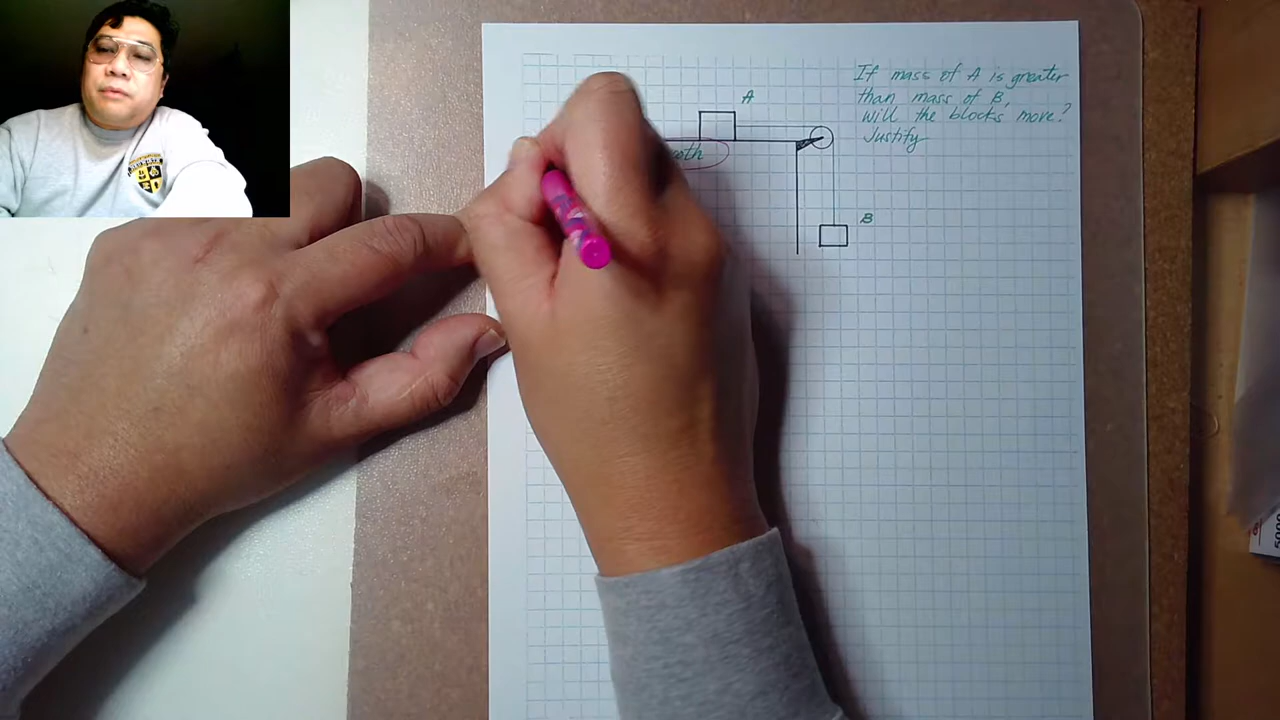 If mass of A is greater
than mass of B,
will the blocks move?
Justify
A
B